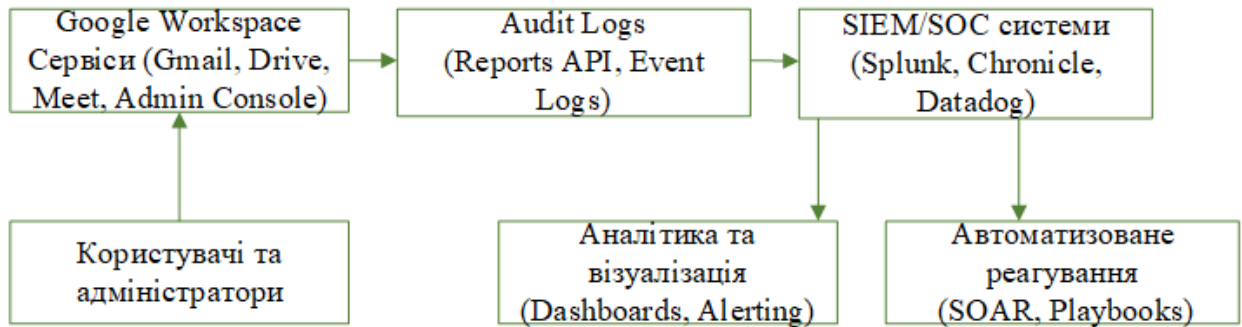 Google Workspace
Сервіси (Gmail, Drive,
Meet, Admin Console)
Audit Logs
(Reports API, Event
Logs)
SIEM/SOC системи
(Splunk, Chronicle,
Datadog)
Користувачі та
адміністратори
Аналітика та
візуалізація
(Dashboards, Alerting)
Автоматизоване
реагування
(SOAR, Playbooks)